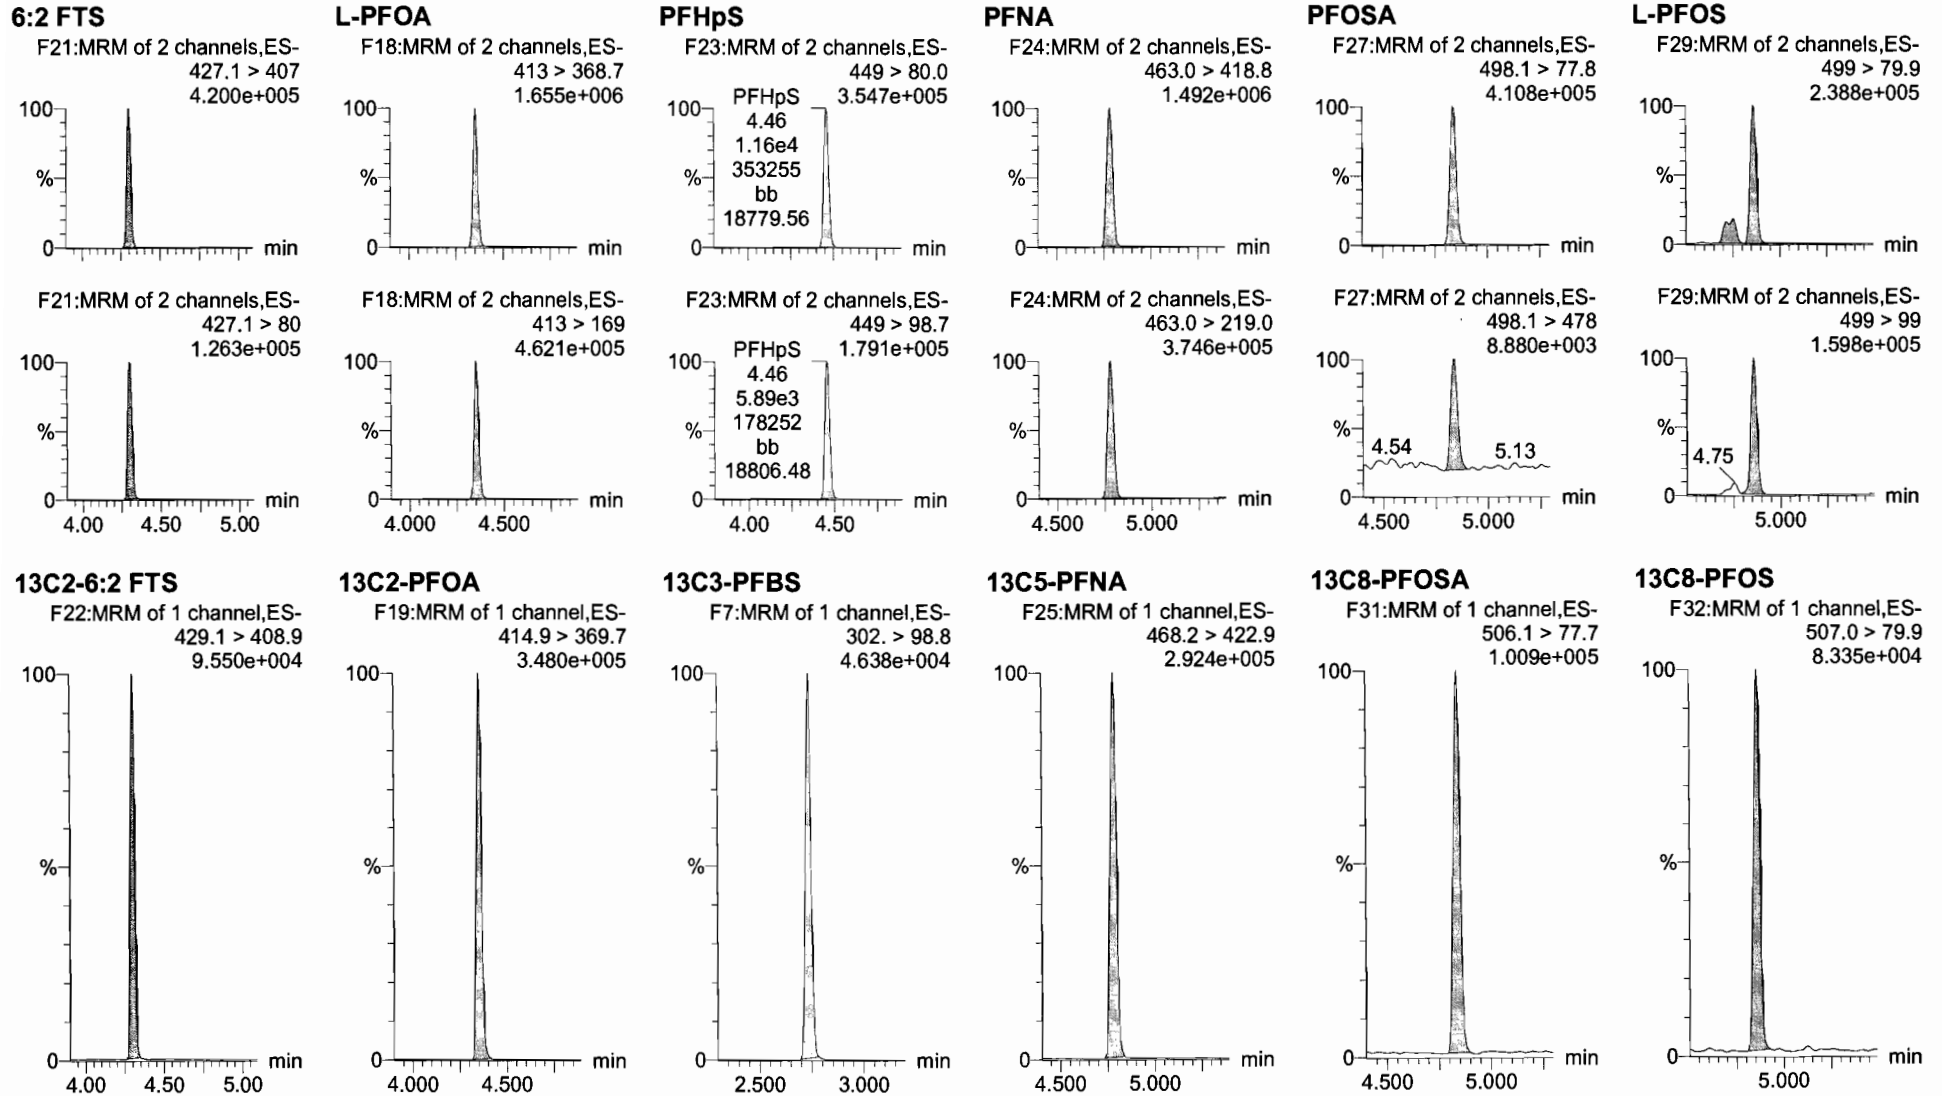 6:2 FTS
F21:MRM of 2 channels,ES-
427.1 > 407
4.200e+005
100
%
0
min
L-PFOA
F18:MRM of 2 channels,ES-
413 > 368.7
1.655e+006
100
%
0
min
PFHpS
F23:MRM of 2 channels,ES-
449 > 80.0
3.547e+005
PFHpS
4.46
1.16e4
353255
bb
18779.56
100
%
0
min
PFNA
F24:MRM of 2 channels,ES-
463.0 > 418.8
1.492e+006
100
%
0
min
PFOSA
F27:MRM of 2 channels,ES-
498.1 > 77.8
4.108e+005
100
%
0
min
L-PFOS
F29:MRM of 2 channels,ES-
499 > 79.9
2.388e+005
100
%
0
min
F21:MRM of 2 channels,ES-
427.1 > 80
1.263e+005
100
%
0
min
4.00 4.50 5.00
F18:MRM of 2 channels,ES-
413 > 169
4.621e+005
100
%
0
min
4.000 4.500
F23:MRM of 2 channels,ES-
449 > 98.7
1.791e+005
PFHpS
4.46
5.89e3
178252
bb
18806.48
100
%
0
min
4.00 4.50
F24:MRM of 2 channels,ES-
463.0 > 219.0
3.746e+005
100
%
0
min
4.500 5.000
F27:MRM of 2 channels,ES-
498.1 > 478
8.880e+003
100
%
4.54 5.13
0
min
4.500 5.000
F29:MRM of 2 channels,ES-
499 > 99
1.598e+005
100
%
4.75
0
min
5.000
13C2-6:2 FTS
F22:MRM of 1 channel,ES-
429.1 > 408.9
9.550e+004
100
%
0
min
4.00 4.50 5.00
13C2-PFOA
F19:MRM of 1 channel,ES-
414.9 > 369.7
3.480e+005
100
%
0
min
4.000 4.500
13C3-PFBS
F7:MRM of 1 channel,ES-
302. > 98.8
4.638e+004
100
%
0
min
2.500 3.000
13C5-PFNA
F25:MRM of 1 channel,ES-
468.2 > 422.9
2.924e+005
100
%
0
min
4.500 5.000
13C8-PFOSA
F31:MRM of 1 channel,ES-
506.1 > 77.7
1.009e+005
100
%
0
min
4.500 5.000
13C8-PFOS
F32:MRM of 1 channel,ES-
507.0 > 79.9
8.335e+004
100
%
0
min
5.000